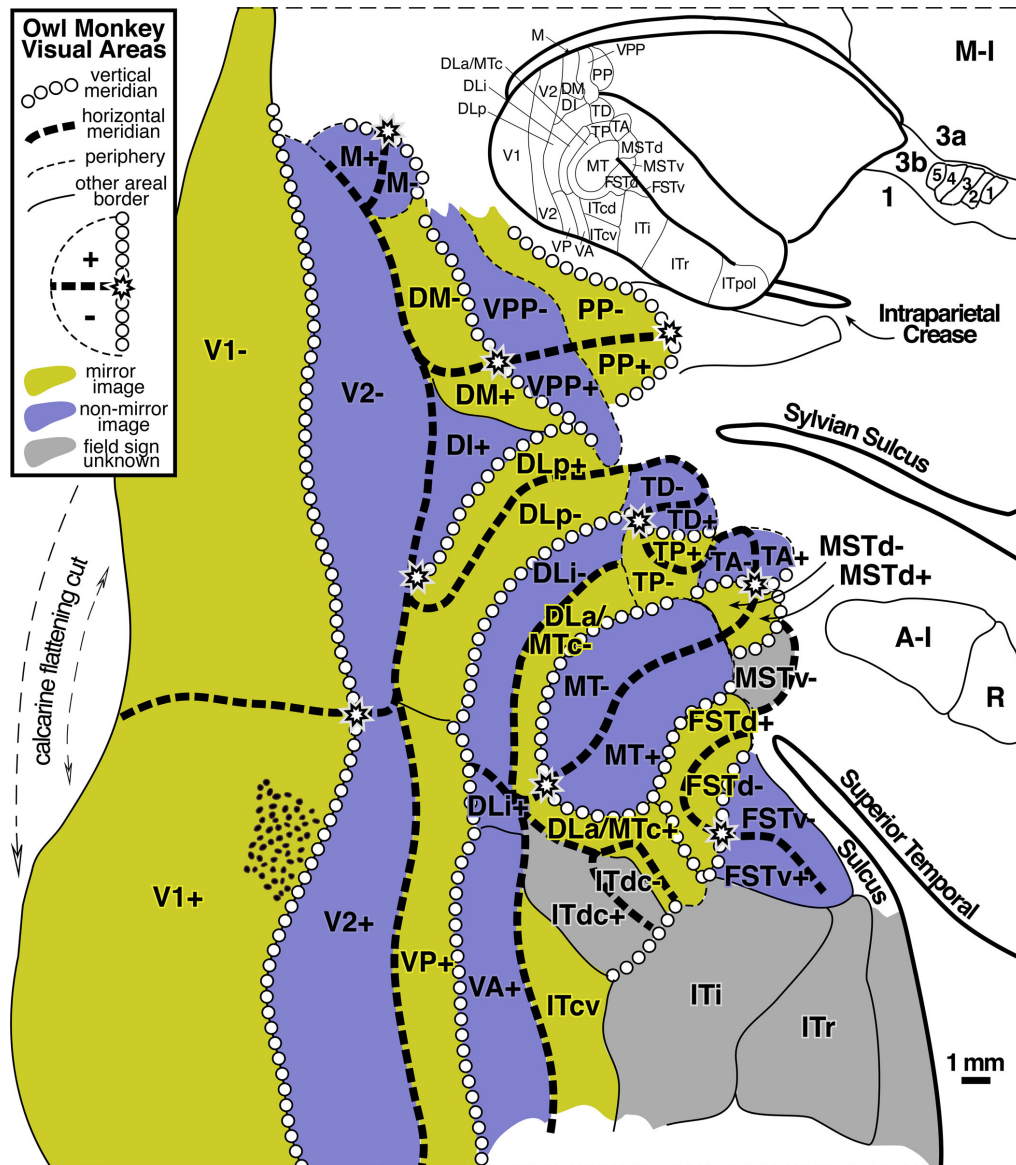 Owl Monkey
Visual Areas
vertical
meridian
horizontal
meridian
periphery
other areal
border
+
-
mirror
image
non-mirror
image
field sign
unknown
M
VPP
DLa/MTc
DLi
DLp
V2
DM
DI
PP
TD
TP
TA
V1
MT
MSTd
MSTv
FSTd
FSTv
ITcd
V2
ITcv
ITi
VP
VA
ITr
ITpol
M-I
3a
3b
1
5
4
3
2
1
Intraparietal
Crease
Sylvian Sulcus
M+
M-
DM-
VPP-
PP-
V1-
V2-
PP+
DM+
VPP+
DI+
DLp+
DLp-
TD-
TD+
TP+
TA-
TA+
MSTd-
MSTd+
DLi-
TP-
DLa/
MTc-
A-I
R
calcarine flattening cut
MT-
MSTv-
FSTd+
MT+
FSTd-
DLi+
DLa/MTc+
FSTv-
FSTv+
Superior Temporal
Sulcus
V1+
V2+
ITdc-
ITdc+
VP+
VA+
ITcv
ITi
ITr
1 mm